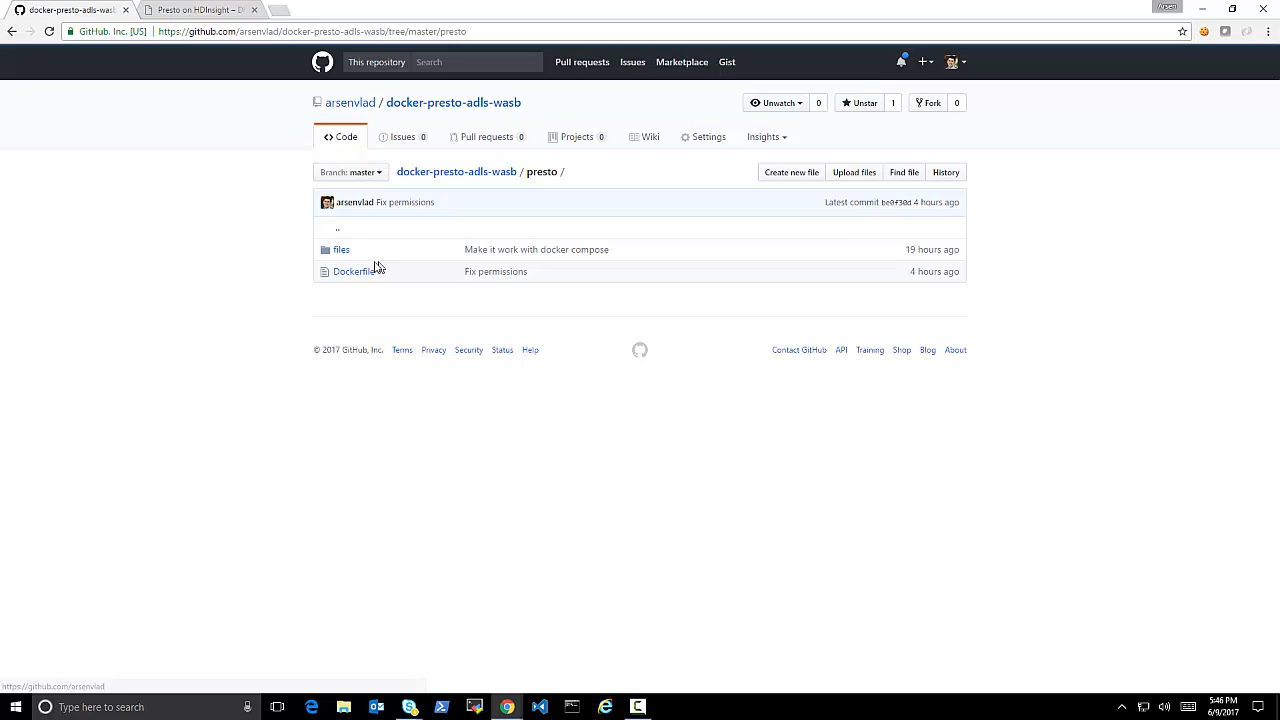 docker-presto-adls-wasb
Presto on HDInsight – D
Arsen
GitHub, Inc. [US]
https://github.com/arsenvlad/docker-presto-adls-wasb/tree/master/presto
This repository
Search
Pull requests
Issues
Marketplace
Gist
arsenvlad / docker-presto-adls-wasb
Unwatch 0
Unstar 1
Fork 0
Code
Issues 0
Pull requests 0
Projects 0
Wiki
Settings
Insights
Branch: master
docker-presto-adls-wasb / presto /
Create new file
Upload files
Find file
History
arsenvlad Fix permissions
Latest commit be0f30d 4 hours ago
..
files
Make it work with docker compose
19 hours ago
Dockerfile
Fix permissions
4 hours ago
© 2017 GitHub, Inc.
Terms
Privacy
Security
Status
Help
Contact GitHub
API
Training
Shop
Blog
About
https://github.com/arsenvlad
Type here to search
5:46 PM
6/9/2017